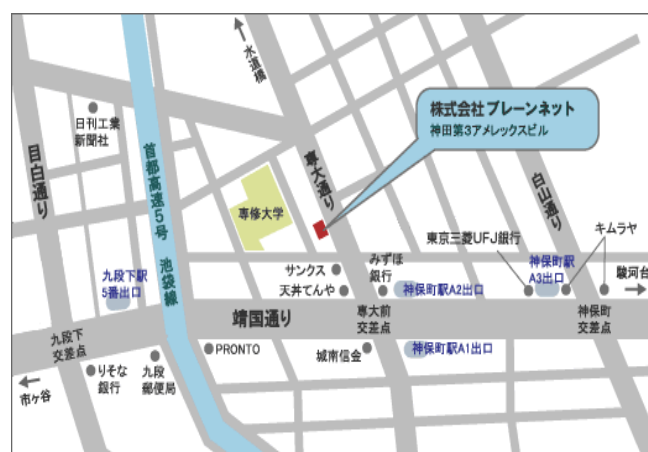 水道橋
株式会社ブレーンネット
神田第3アメレックスビル
日刊工業
新聞社
目白通り
首都高速5号 池袋線
専大通り
白山通り
専修大学
キムラヤ
東京三菱UFJ銀行
神保町駅
A3出口
みずほ
銀行
サンクス
天丼てんや
神保町駅A2出口
駿河台
九段下駅
5番出口
靖国通り
専大前
交差点
神保町
交差点
九段下
交差点
PRONTO
城南信金
神保町駅A1出口
りそな
銀行
九段
郵便局
市ヶ谷